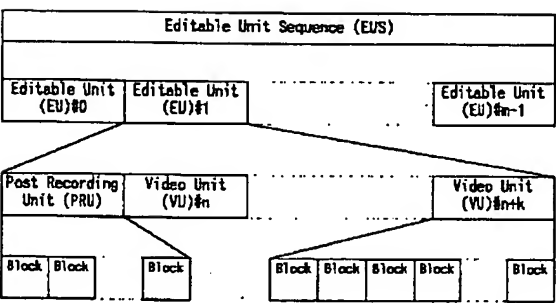 Editable Unit Sequence (EUS)
Editable Unit (EU)#0
Editable Unit (EU)#1
Editable Unit (EU)#m-1
Post Recording Unit (PRU)
Video Unit (VU)#n
Video Unit (VU)#n+k
Block Block Block Block Block Block Block